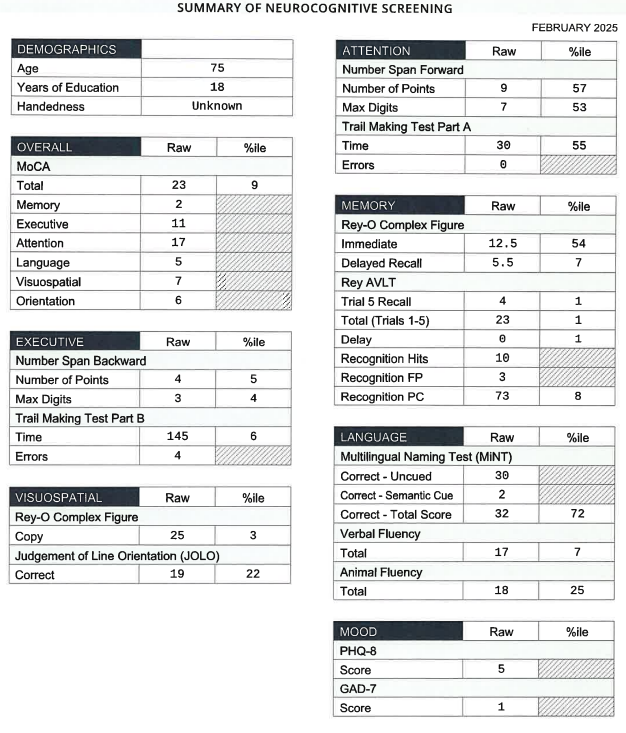 SUMMARY OF NEUROCOGNITIVE SCREENING
FEBRUARY 2025
DEMOGRAPHICS
Age 75
Years of Education 18
Handedness Unknown
OVERALL Raw %ile
MoCA
Total 23 9
Memory 2
Executive 11
Attention 17
Language 5
Visuospatial 7
Orientation 6
EXECUTIVE Raw %ile
Number Span Backward
Number of Points 4 5
Max Digits 3 4
Trail Making Test Part B
Time 145 6
Errors 4
VISUOSPATIAL Raw %ile
Rey-O Complex Figure
Copy 25 3
Judgement of Line Orientation (JOLO)
Correct 19 22
ATTENTION Raw %ile
Number Span Forward
Number of Points 9 57
Max Digits 7 53
Trail Making Test Part A
Time 30 55
Errors 0
MEMORY Raw %ile
Rey-O Complex Figure
Immediate 12.5 54
Delayed Recall 5.5 7
Rey AVLT
Trial 5 Recall 4 1
Total (Trials 1-5) 23 1
Delay 0 1
Recognition Hits 10
Recognition FP 3
Recognition PC 73 8
LANGUAGE Raw %ile
Multilingual Naming Test (MiNT)
Correct - Uncued 30
Correct - Semantic Cue 2
Correct - Total Score 32 72
Verbal Fluency
Total 17 7
Animal Fluency
Total 18 25
MOOD Raw %ile
PHQ-8
Score 5
GAD-7
Score 1